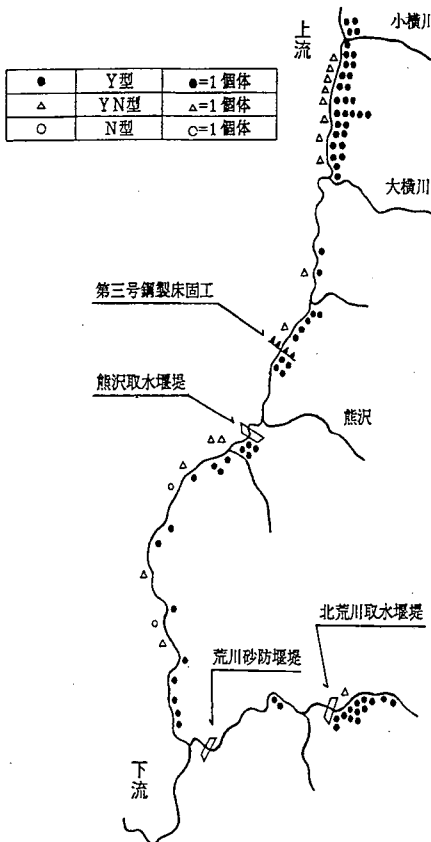 小横川
上流
● Y型 ●=1個体
△ YN型 △=1個体
○ N型 ○=1個体
大横川
第三号鋼製床固工
熊沢取水堰堤
熊沢
北荒川取水堰堤
荒川砂防堰堤
下流